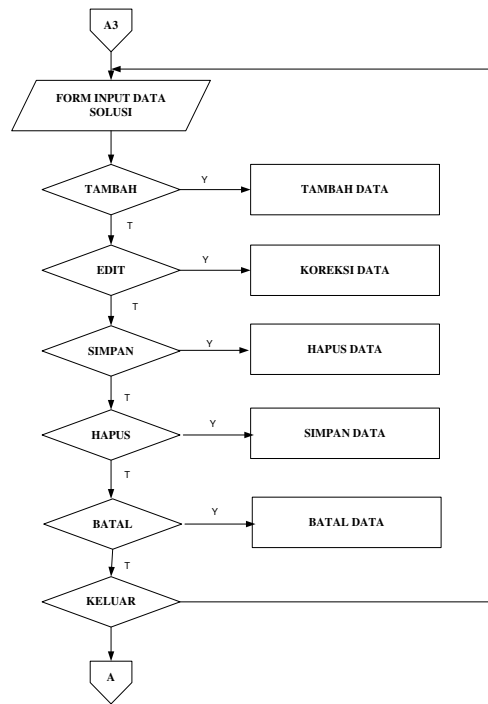 A3
FORM INPUT DATA
SOLUSI
TAMBAH
Y
TAMBAH DATA
T
EDIT
Y
KOREKSI DATA
T
SIMPAN
Y
HAPUS DATA
T
HAPUS
Y
SIMPAN DATA
T
BATAL
Y
BATAL DATA
T
KELUAR
A